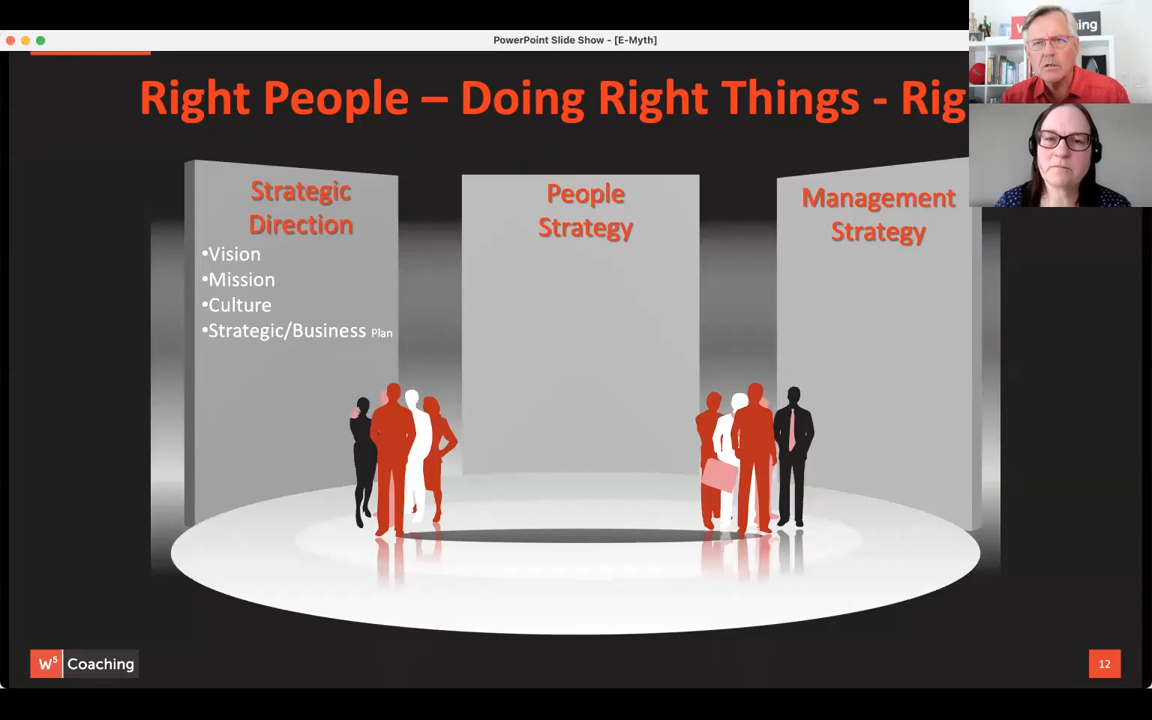 PowerPoint Slide Show - [E-Myth]
Right People – Doing Right Things - Rig
Strategic
Direction
•Vision
•Mission
•Culture
•Strategic/Business Plan
People
Strategy
Management
Strategy
W5 Coaching
12